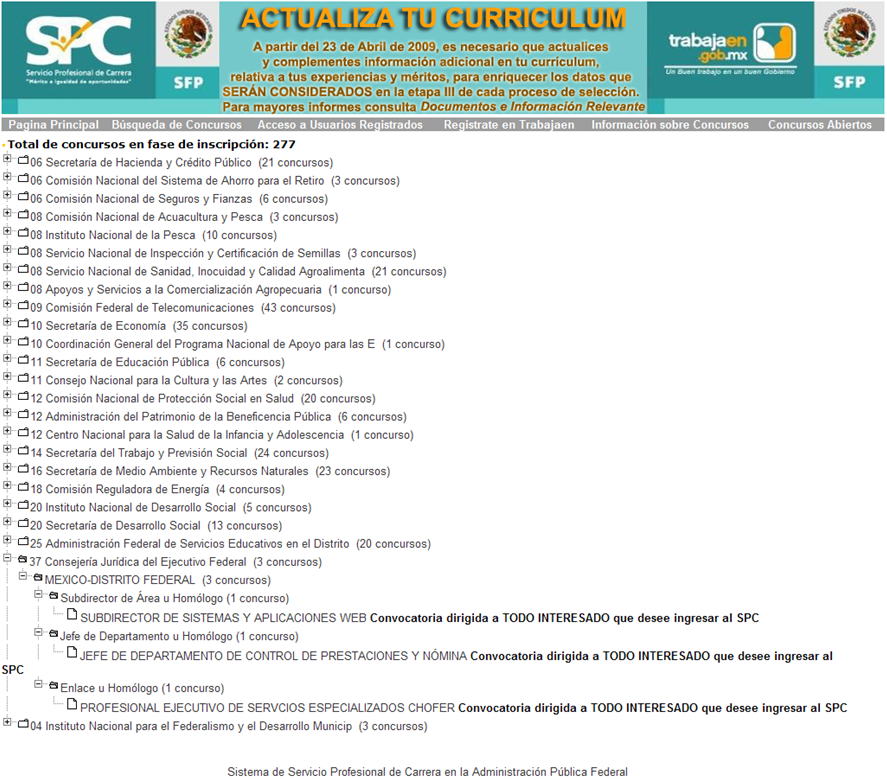 SPC
Servicio Profesional de Carrera
"Mérito e igualdad de oportunidades"
ESTADOS UNIDOS MEXICANOS
SFP
ACTUALIZA TU CURRICULUM
A partir del 23 de Abril de 2009, es necesario que actualices
y complementes información adicional en tu currículum,
relativa a tus experiencias y méritos, para enriquecer los datos que
SERÁN CONSIDERADOS en la etapa III de cada proceso de selección.
Para mayores informes consulta Documentos e Información Relevante
trabajaen
.gob.mx
Un Buen trabajo en un buen Gobierno
ESTADOS UNIDOS MEXICANOS
SFP
Pagina Principal Búsqueda de Concursos Acceso a Usuarios Registrados Registrate en Trabajaen Información sobre Concursos Concursos Abiertos
Total de concursos en fase de inscripción: 277
06 Secretaría de Hacienda y Crédito Público (21 concursos)
06 Comisión Nacional del Sistema de Ahorro para el Retiro (3 concursos)
06 Comisión Nacional de Seguros y Fianzas (6 concursos)
08 Comisión Nacional de Acuacultura y Pesca (3 concursos)
08 Instituto Nacional de la Pesca (10 concursos)
08 Servicio Nacional de Inspección y Certificación de Semillas (3 concursos)
08 Servicio Nacional de Sanidad, Inocuidad y Calidad Agroalimenta (21 concursos)
08 Apoyos y Servicios a la Comercialización Agropecuaria (1 concurso)
09 Comisión Federal de Telecomunicaciones (43 concursos)
10 Secretaría de Economía (35 concursos)
10 Coordinación General del Programa Nacional de Apoyo para las E (1 concurso)
11 Secretaría de Educación Pública (6 concursos)
11 Consejo Nacional para la Cultura y las Artes (2 concursos)
12 Comisión Nacional de Protección Social en Salud (20 concursos)
12 Administración del Patrimonio de la Beneficencia Pública (6 concursos)
12 Centro Nacional para la Salud de la Infancia y Adolescencia (1 concurso)
14 Secretaría del Trabajo y Previsión Social (24 concursos)
16 Secretaría de Medio Ambiente y Recursos Naturales (23 concursos)
18 Comisión Reguladora de Energía (4 concursos)
20 Instituto Nacional de Desarrollo Social (5 concursos)
20 Secretaría de Desarrollo Social (13 concursos)
25 Administración Federal de Servicios Educativos en el Distrito (20 concursos)
37 Consejería Jurídica del Ejecutivo Federal (3 concursos)
MEXICO-DISTRITO FEDERAL (3 concursos)
Subdirector de Área u Homólogo (1 concurso)
SUBDIRECTOR DE SISTEMAS Y APLICACIONES WEB Convocatoria dirigida a TODO INTERESADO que desee ingresar al SPC
Jefe de Departamento u Homólogo (1 concurso)
JEFE DE DEPARTAMENTO DE CONTROL DE PRESTACIONES Y NÓMINA Convocatoria dirigida a TODO INTERESADO que desee ingresar al
SPC
Enlace u Homólogo (1 concurso)
PROFESIONAL EJECUTIVO DE SERVCIOS ESPECIALIZADOS CHOFER Convocatoria dirigida a TODO INTERESADO que desee ingresar al SPC
04 Instituto Nacional para el Federalismo y el Desarrollo Municip (3 concursos)
Sistema de Servicio Profesional de Carrera en la Administración Pública Federal